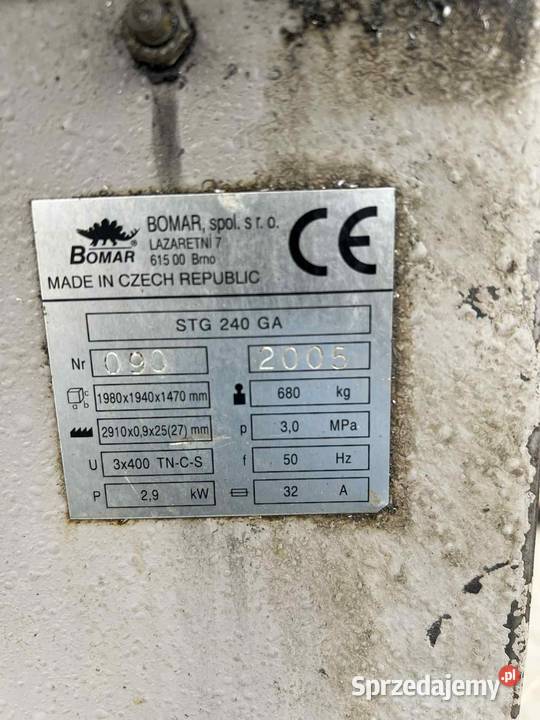 BOMAR, spol. s r. o.
LAZARETNÍ 7
615 00 Brno
BOMAR®
CE
MADE IN CZECH REPUBLIC
STG 240 GA
Nr 090 2005
a b c 1980x1940x1470 mm 680 kg
2910x0,9x25(27) mm p 3,0 MPa
U 3x400 TN-C-S f 50 Hz
P 2,9 kW 32 A
Sprzedajemy.pl